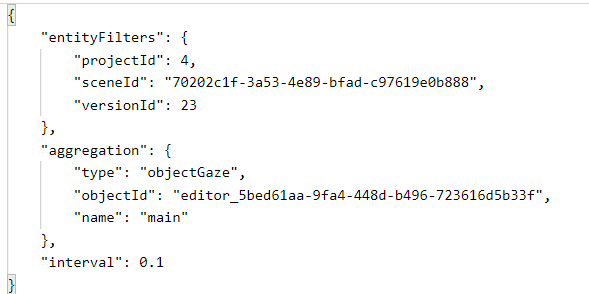 {
"entityFilters": {
"projectId": 4,
"sceneId": "70202c1f-3a53-4e89-bfad-c97619e0b888",
"versionId": 23
},
"aggregation": {
"type": "objectGaze",
"objectId": "editor_5bed61aa-9fa4-448d-b496-723616d5b33f",
"name": "main"
},
"interval": 0.1
}